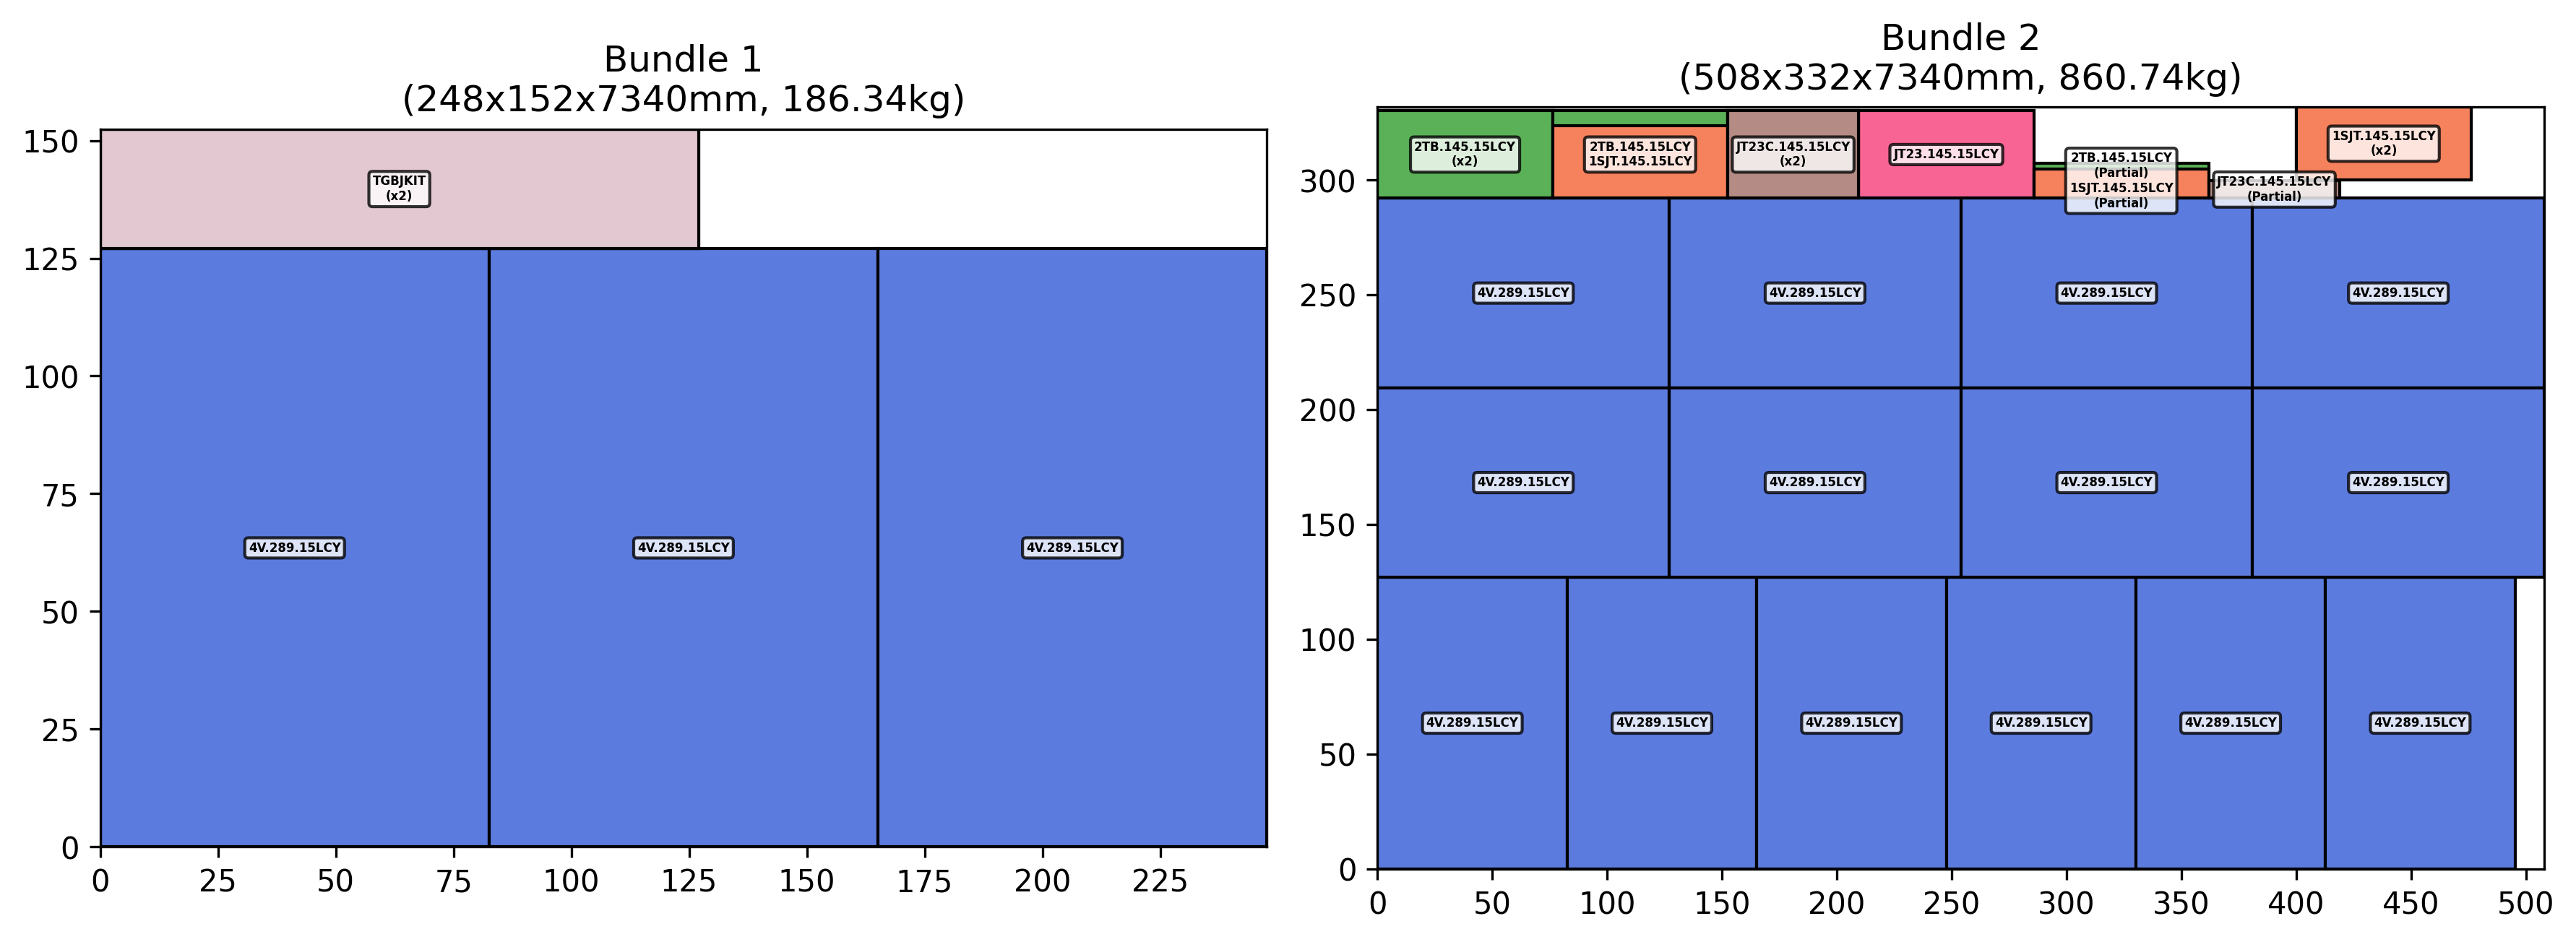 Bundle 1
(248x152x7340mm, 186.34kg)
150
125
100
75
50
25
0
TGBJKIT
(x2)
4V.289.15LCY
4V.289.15LCY
4V.289.15LCY
0 25 50 75 100 125 150 175 200 225
Bundle 2
(508x332x7340mm, 860.74kg)
300
250
200
150
100
50
0
2TB.145.15LCY
(x2)
2TB.145.15LCY
1SJT.145.15LCY
JT23C.145.15LCY
(x2)
JT23.145.15LCY
2TB.145.15LCY
(Partial)
1SJT.145.15LCY
(Partial)
JT23C.145.15LCY
(Partial)
1SJT.145.15LCY
(x2)
4V.289.15LCY
4V.289.15LCY
4V.289.15LCY
4V.289.15LCY
4V.289.15LCY
4V.289.15LCY
4V.289.15LCY
4V.289.15LCY
4V.289.15LCY
4V.289.15LCY
4V.289.15LCY
4V.289.15LCY
4V.289.15LCY
4V.289.15LCY
0 50 100 150 200 250 300 350 400 450 500